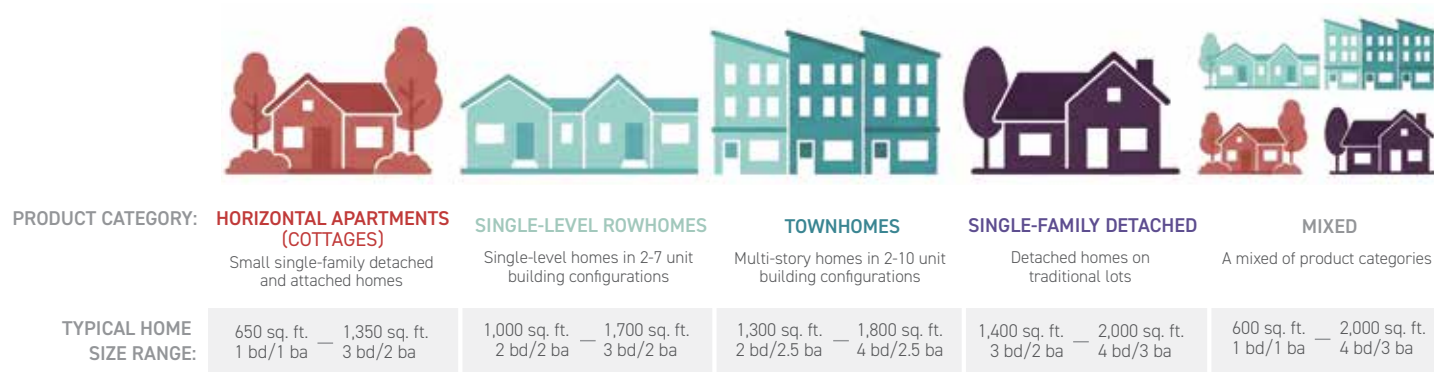 PRODUCT CATEGORY:
HORIZONTAL APARTMENTS
(COTTAGES)
Small single-family detached
and attached homes
SINGLE-LEVEL ROWHOMES
Single-level homes in 2-7 unit
building configurations
TOWNHOMES
Multi-story homes in 2-10 unit
building configurations
SINGLE-FAMILY DETACHED
Detached homes on
traditional lots
MIXED
A mixed of product categories
TYPICAL HOME
SIZE RANGE:
650 sq. ft. — 1,350 sq. ft.
1 bd/1 ba 3 bd/2 ba
1,000 sq. ft. — 1,700 sq. ft.
2 bd/2 ba 3 bd/2 ba
1,300 sq. ft. — 1,800 sq. ft.
2 bd/2.5 ba 4 bd/2.5 ba
1,400 sq. ft. — 2,000 sq. ft.
3 bd/2 ba 4 bd/3 ba
600 sq. ft. — 2,000 sq. ft.
1 bd/1 ba 4 bd/3 ba